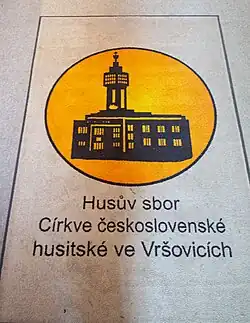 Husův sbor
Církve československé
husitské ve Vršovicích